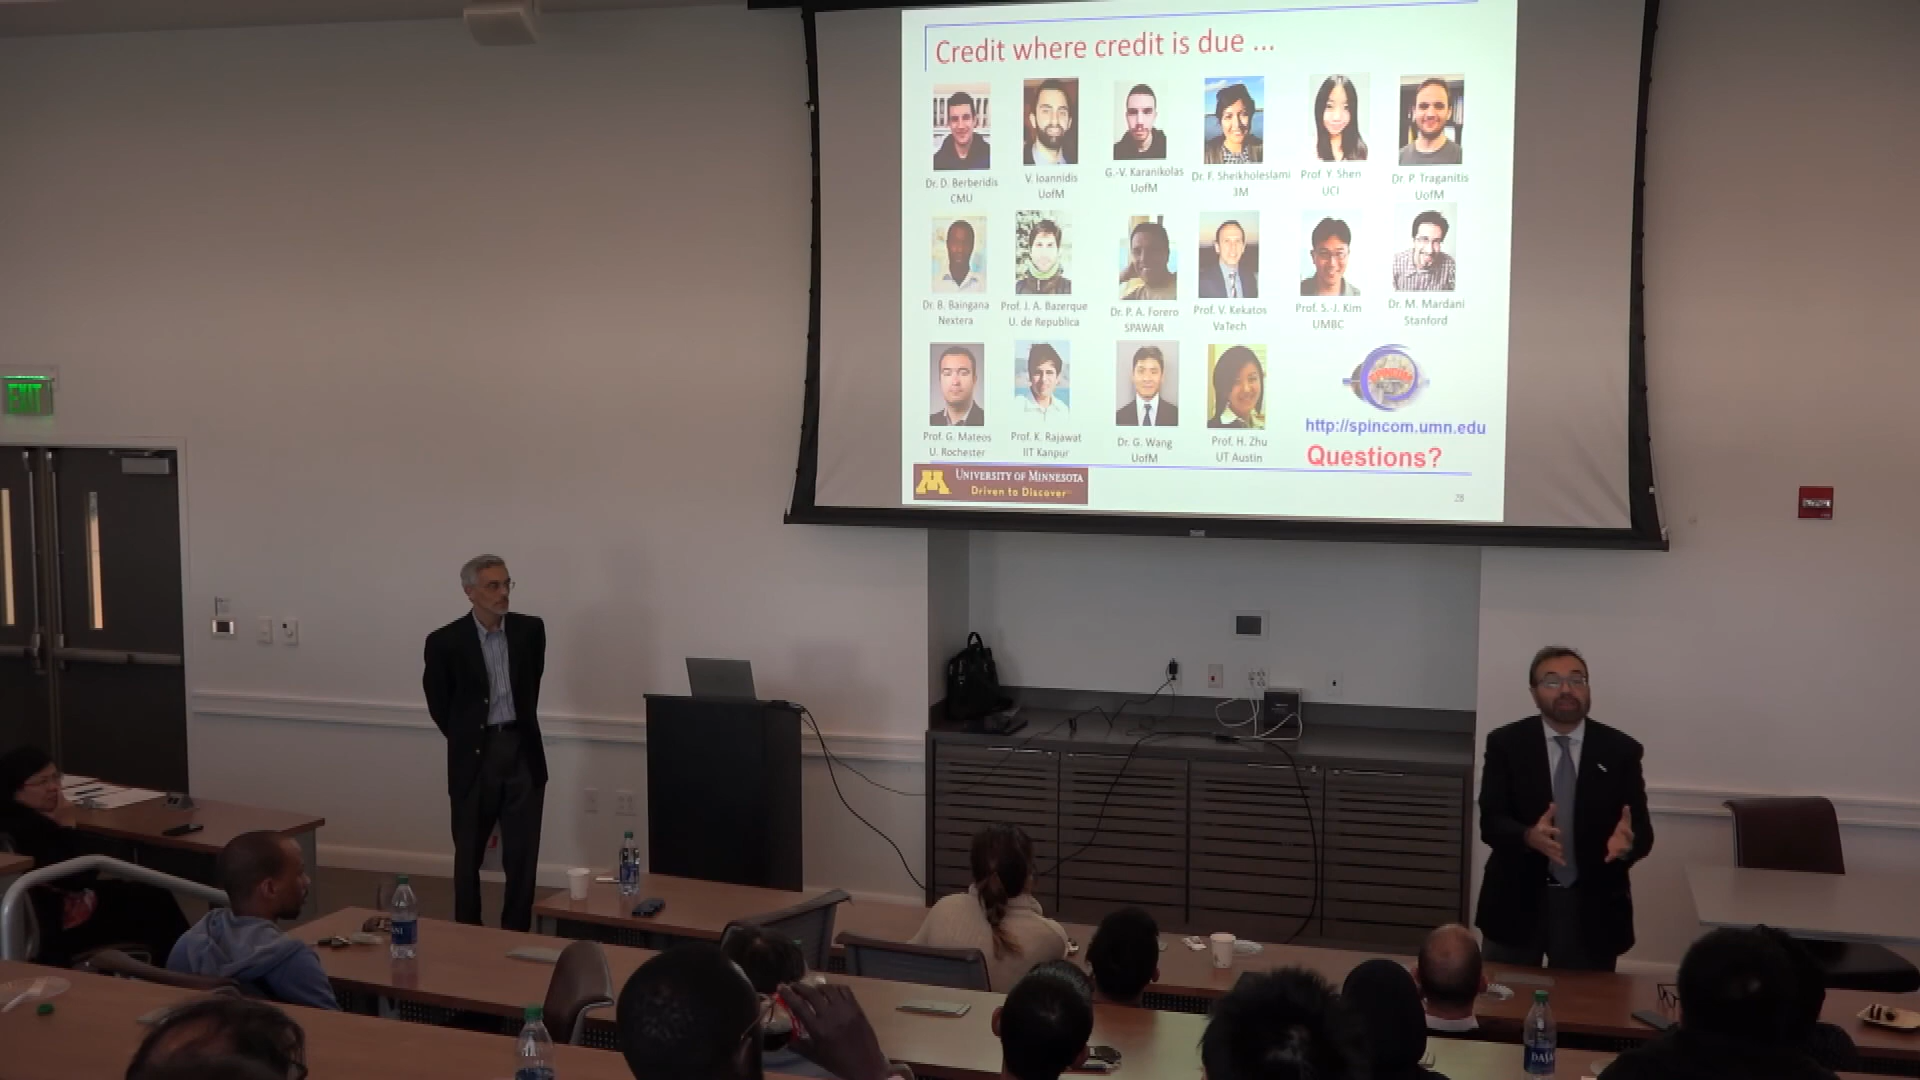 Credit where credit is due ...
Dr. D. Berberidis
CMU
V. Ioannidis
UofM
G.-V. Karanikolas
UofM
Dr. F. Sheikholeslami
3M
Prof. Y. Shen
UCI
Dr. P. Traganitis
UofM
Dr. B. Baingana
Nextera
Prof. J. A. Bazerque
U. de Republica
Dr. P. A. Forero
SPAWAR
Prof. V. Kekatos
VaTech
Prof. S.-J. Kim
UMBC
Dr. M. Mardani
Stanford
Prof. G. Mateos
U. Rochester
Prof. K. Rajawat
IIT Kanpur
Dr. G. Wang
UofM
Prof. H. Zhu
UT Austin
SPINCOM
http://spincom.umn.edu
Questions?
M
UNIVERSITY OF MINNESOTA
Driven to Discover
28
EXIT
DASANI